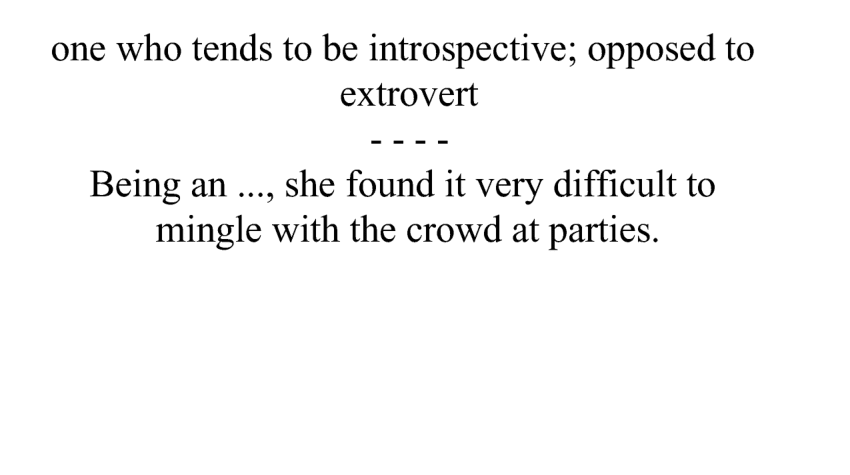 one who tends to be introspective; opposed to
extrovert
- - - -
Being an ..., she found it very difficult to
mingle with the crowd at parties.